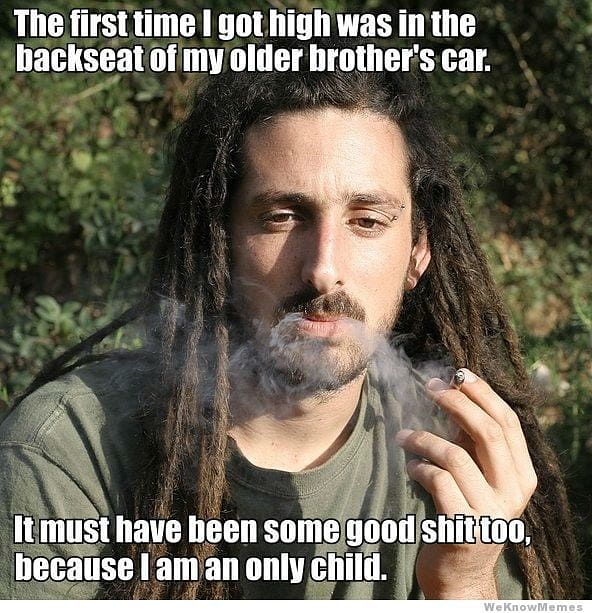 The first time I got high was in the
backseat of my older brother's car.
It must have been some good shit too,
because I am an only child.
WeKnowMemes